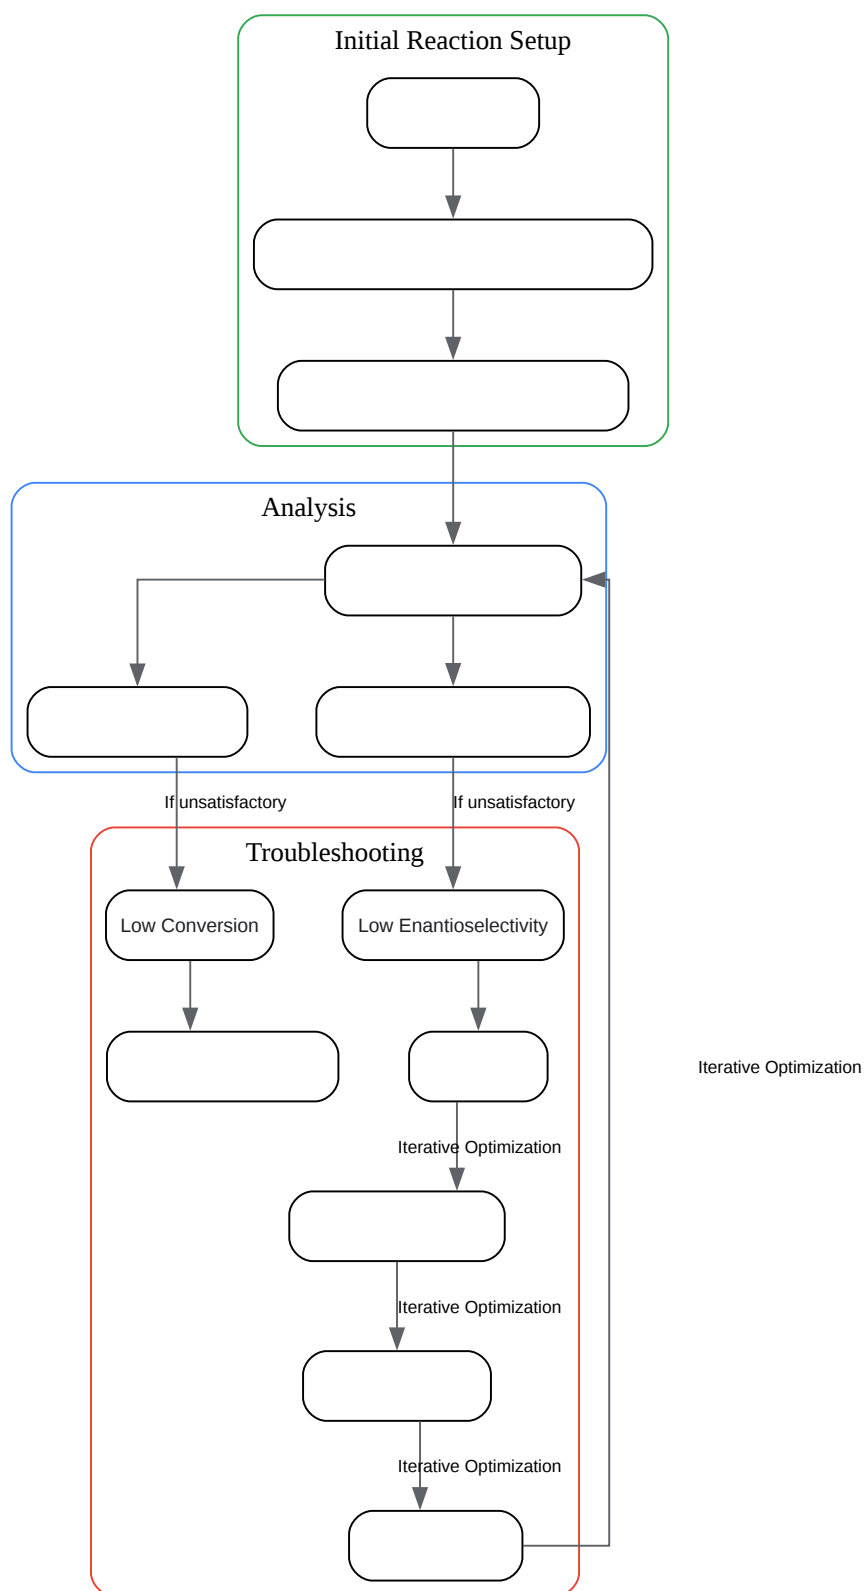 Initial Reaction Setup
Analysis
If unsatisfactory
If unsatisfactory
Troubleshooting
Low Conversion
Low Enantioselectivity
Iterative Optimization
Iterative Optimization
Iterative Optimization
Iterative Optimization